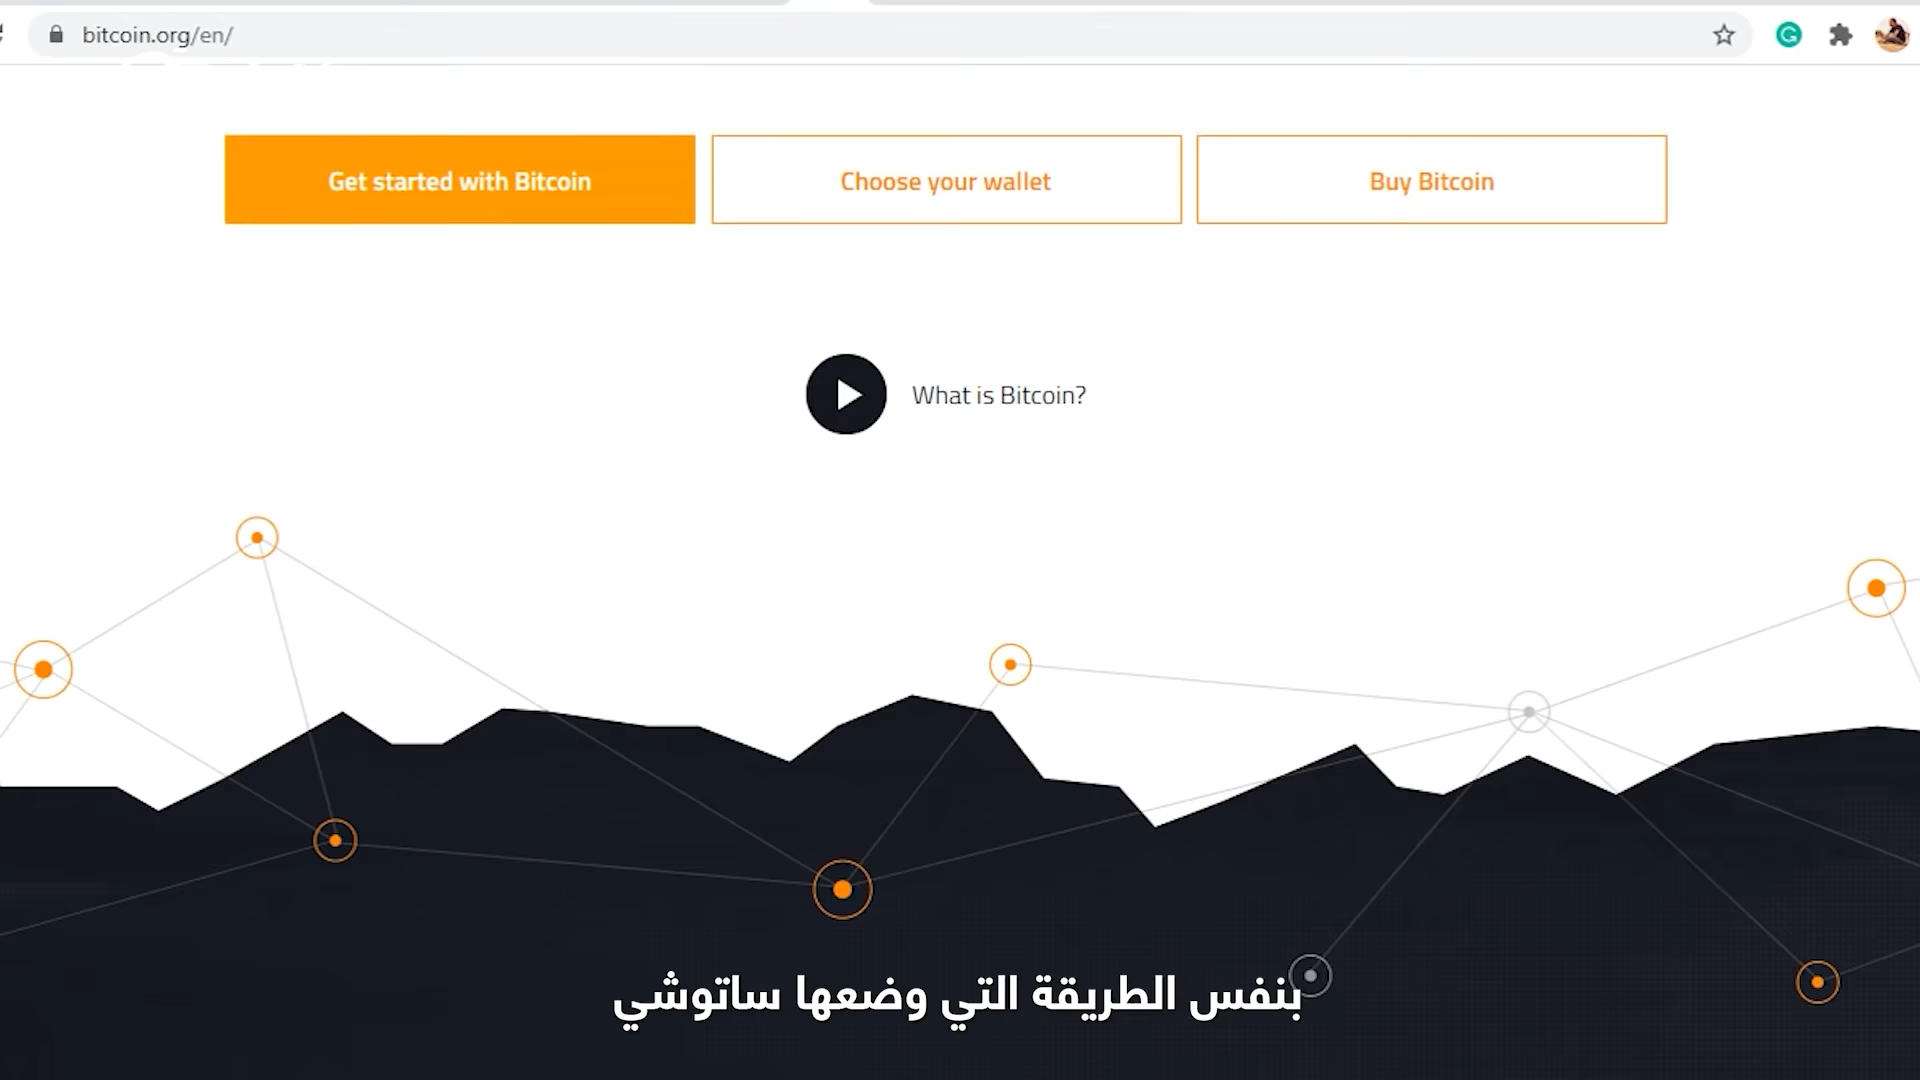 bitcoin.org/en/
Get started with Bitcoin
Choose your wallet
Buy Bitcoin
What is Bitcoin?
بنفس الطريقة التي وضعها ساتوشي